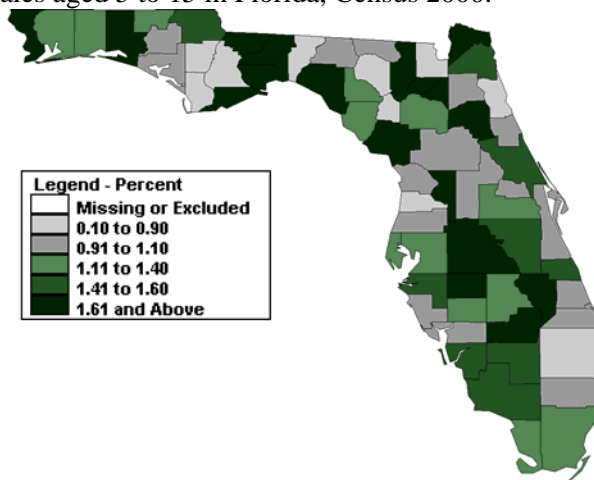 aged 5 to 15 in Florida, Census 2000.
Legend - Percent
Missing or Excluded
0.10 to 0.90
0.91 to 1.10
1.11 to 1.40
1.41 to 1.60
1.61 and Above